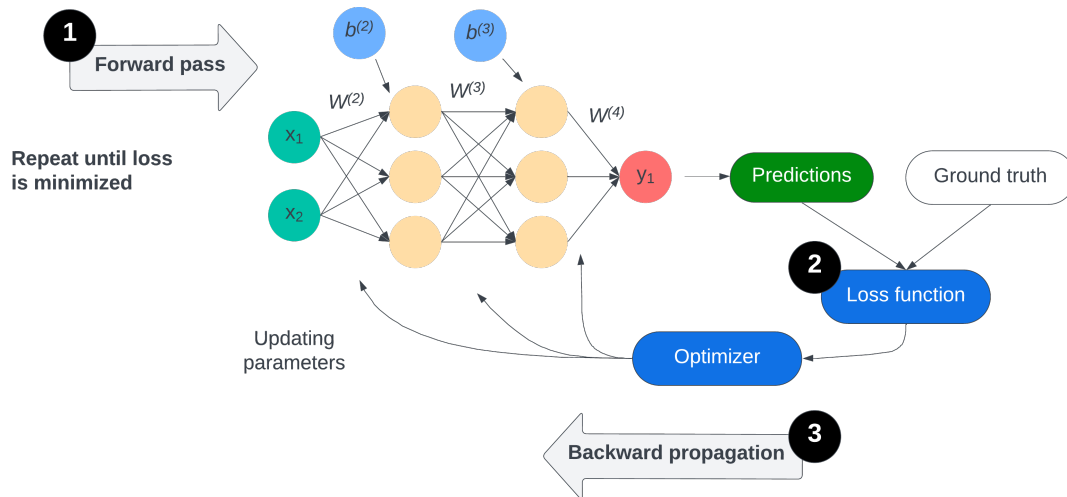 1
Forward pass
b(2)
b(3)
W(2)
W(3)
W(4)
x1
x2
y1
Repeat until loss
is minimized
Predictions
Ground truth
2
Loss function
Updating
parameters
Optimizer
Backward propagation
3